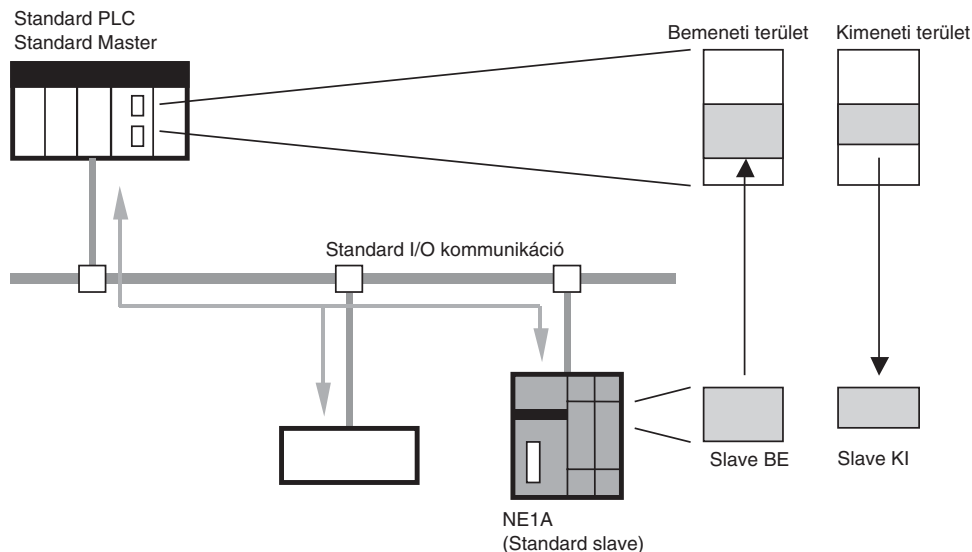 Standard PLC
Standard Master
Bemeneti terület
Kimeneti terület
Standard I/O kommunikáció
Slave BE
Slave KI
NE1A
(Standard slave)